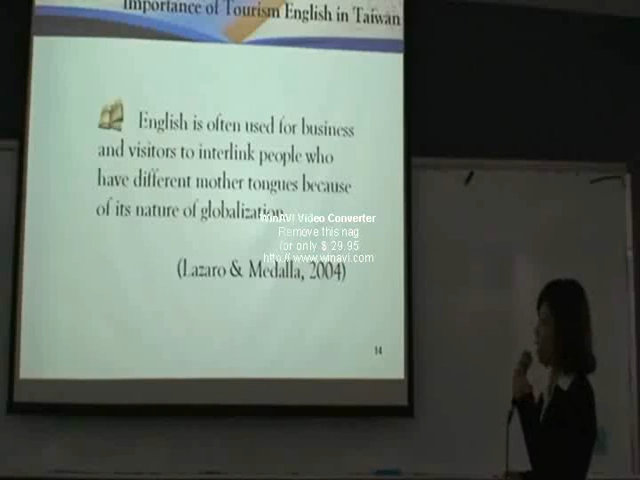 Importance of Tourism English in Taiwan
English is often used for business
and visitors to interlink people who
have different mother tongues because
of its nature of globalization.
WinAVI Video Converter
Remove this nag
for only $ 29.95
http://www.winavi.com
(Lazaro & Medalla, 2004)
14